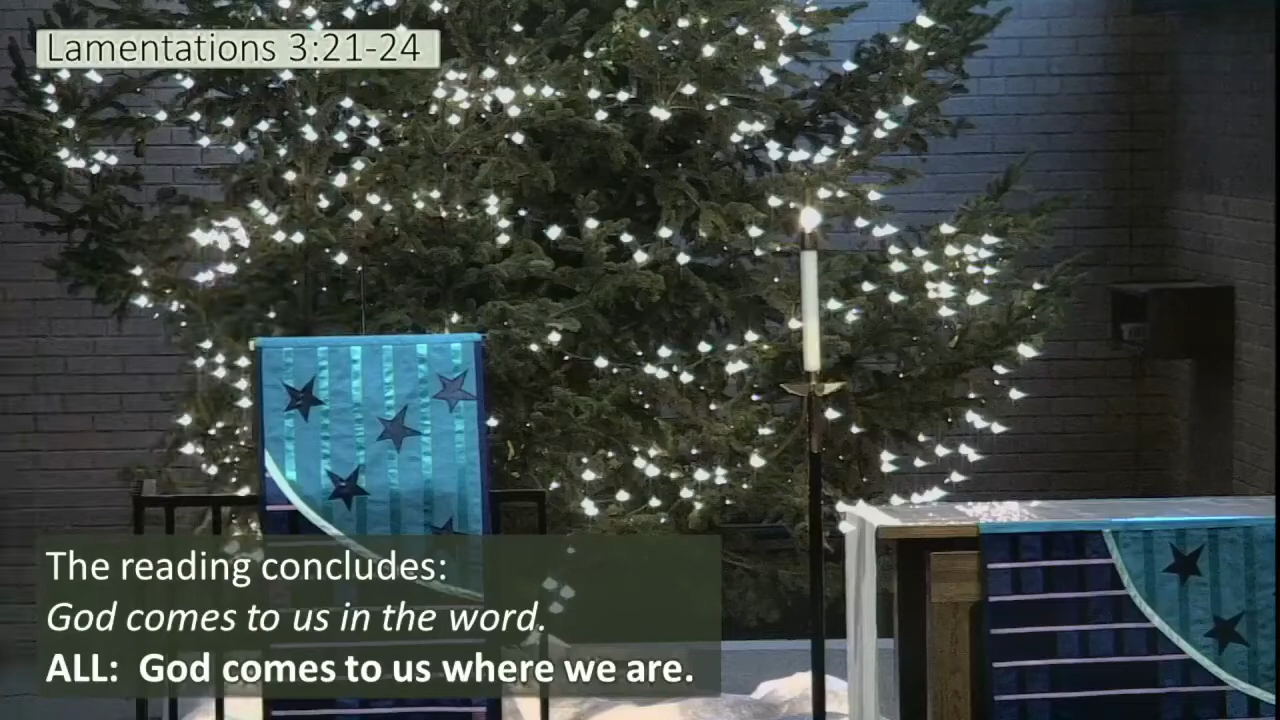 Lamentations 3:21-24
The reading concludes:
God comes to us in the word.
ALL: God comes to us where we are.